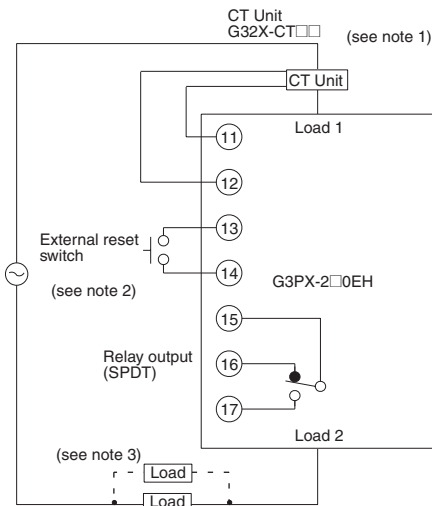 CT Unit
G32X-CT□□
(see note 1)
CT Unit
Load 1
11
12
13
External reset
switch
14
G3PX-2□0EH
(see note 2)
15
Relay output
(SPDT)
16
17
Load 2
(see note 3)
Load
Load